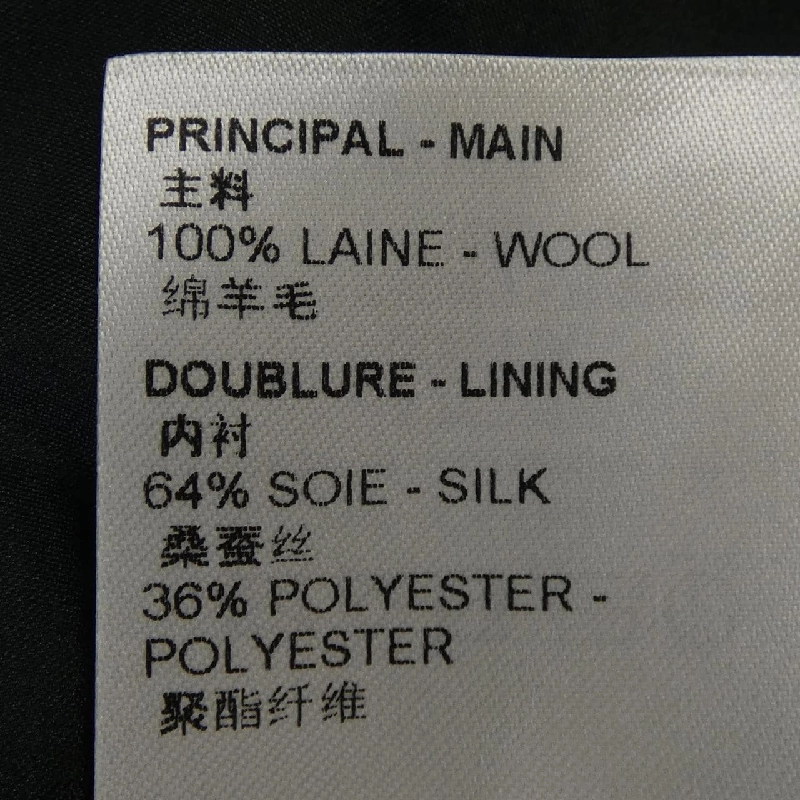 PRINCIPAL - MAIN
主料
100% LAINE - WOOL
绵羊毛
DOUBLURE - LINING
内衬
64% SOIE - SILK
桑蚕丝
36% POLYESTER -
POLYESTER
聚酯纤维